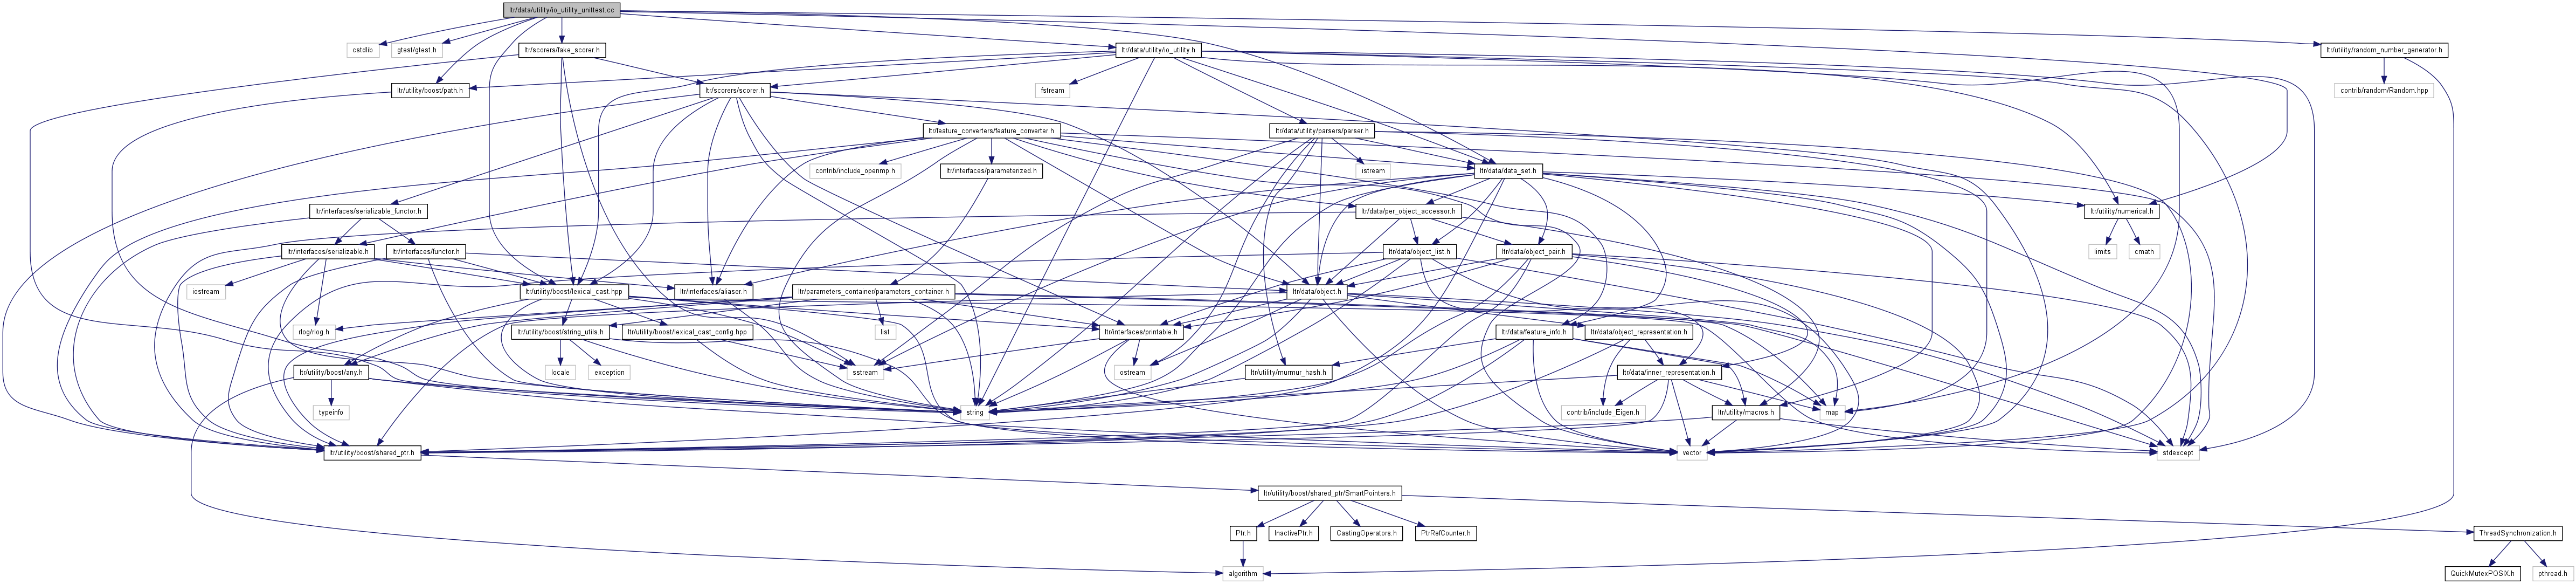 ltr/data/utility/io_utility_unittest.cc
cstdlib
gtest/gtest.h
ltr/scorers/fake_scorer.h
ltr/data/utility/io_utility.h
ltr/utility/random_number_generator.h
ltr/utility/boost/path.h
ltr/scorers/scorer.h
fstream
contrib/random/Random.hpp
ltr/feature_converters/feature_converter.h
ltr/data/utility/parsers/parser.h
contrib/include_openmp.h
ltr/interfaces/parameterized.h
istream
ltr/data/data_set.h
ltr/interfaces/serializable_functor.h
ltr/data/per_object_accessor.h
ltr/utility/numerical.h
ltr/interfaces/serializable.h
ltr/interfaces/functor.h
ltr/data/object_list.h
ltr/data/object_pair.h
limits
cmath
iostream
ltr/utility/boost/lexical_cast.hpp
ltr/interfaces/aliaser.h
ltr/parameters_container/parameters_container.h
ltr/data/object.h
rlog/rlog.h
ltr/utility/boost/string_utils.h
ltr/utility/boost/lexical_cast_config.hpp
list
ltr/interfaces/printable.h
ltr/data/feature_info.h
ltr/data/object_representation.h
ltr/utility/boost/any.h
locale
exception
sstream
ostream
ltr/utility/murmur_hash.h
ltr/data/inner_representation.h
typeinfo
string
contrib/include_Eigen.h
ltr/utility/macros.h
map
ltr/utility/boost/shared_ptr.h
vector
stdexcept
ltr/utility/boost/shared_ptr/SmartPointers.h
Ptr.h
InactivePtr.h
CastingOperators.h
PtrRefCounter.h
ThreadSynchronization.h
algorithm
QuickMutexPOSIX.h
pthread.h